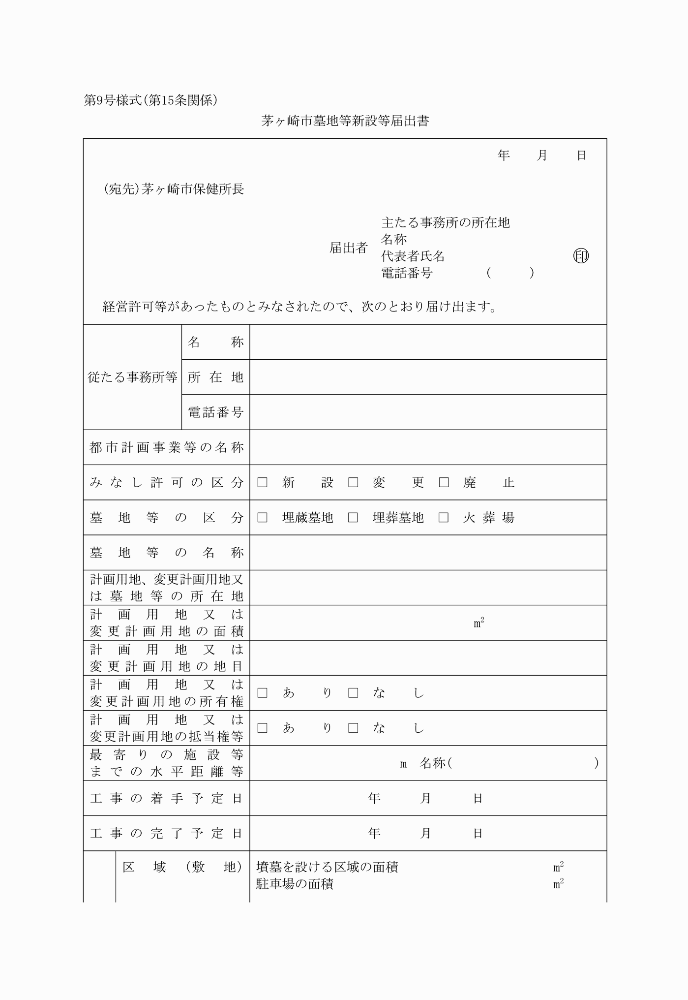 第9号様式(第15条関係)
茅ヶ崎市墓地等新設等届出書
年　　月　　日
(宛先)茅ヶ崎市保健所長
主たる事務所の所在地
名称
届出者
代表者氏名　㊞
電話番号　　(　　)
経営許可等があったものとみなされたので、次のとおり届け出ます。
従たる事務所等
名称
所在地
電話番号
都市計画事業等の名称
みなし許可の区分　□　新設　□　変更　□　廃止
墓地等の区分　□　埋蔵墓地　□　埋葬墓地　□　火葬場
墓地等の名称
計画用地、変更計画用地又
は墓地等の所在地
計画用地又は
変更計画用地の面積
m²
計画用地又は
変更計画用地の地目
計画用地又は
変更計画用地の所有権
□　あり　□　なし
計画用地又は
変更計画用地の抵当権等
□　あり　□　なし
最寄りの施設等
までの水平距離等
m　名称(　　)
工事の着手予定日　年　月　日
工事の完了予定日　年　月　日
区域(敷地)　墳墓を設ける区域の面積　m²
駐車場の面積　m²